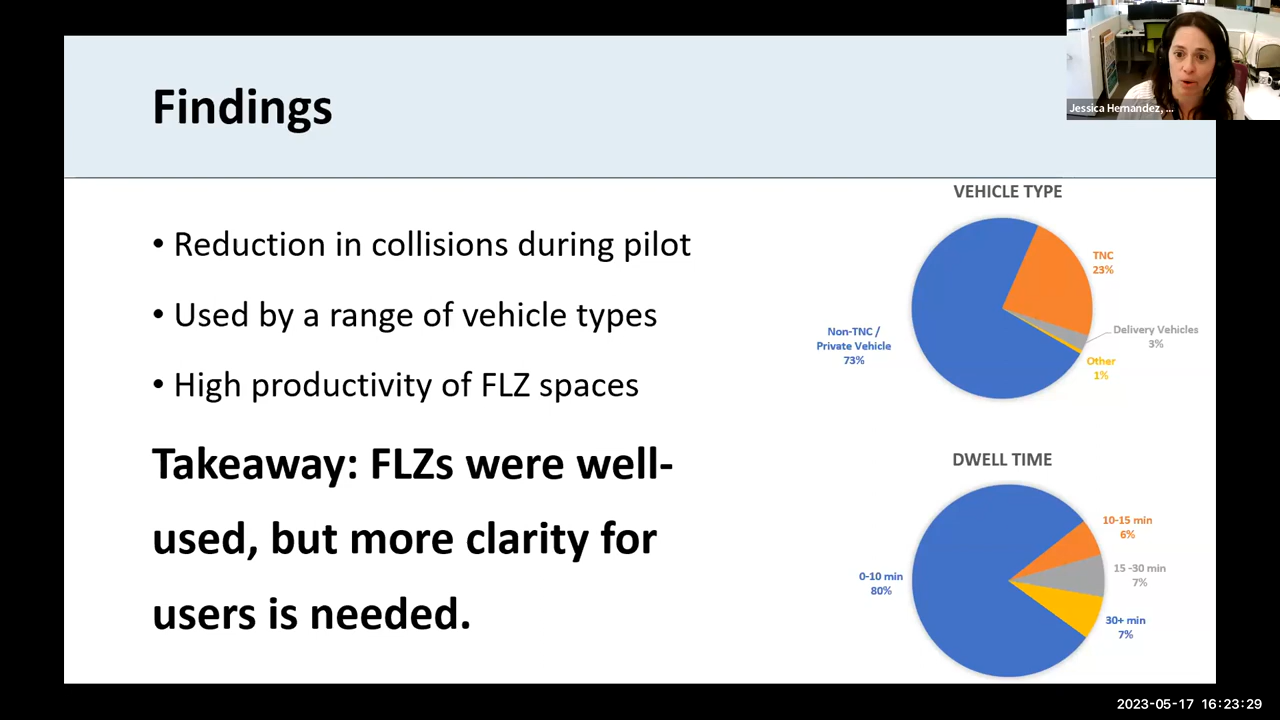 Jessica Hernandez, ...
Findings
• Reduction in collisions during pilot
• Used by a range of vehicle types
• High productivity of FLZ spaces
Takeaway: FLZs were well-
used, but more clarity for
users is needed.
VEHICLE TYPE
TNC
23%
Delivery Vehicles
3%
Other
1%
Non-TNC /
Private Vehicle
73%
DWELL TIME
10-15 min
6%
15 -30 min
7%
30+ min
7%
0-10 min
80%
2023-05-17 16:23:29